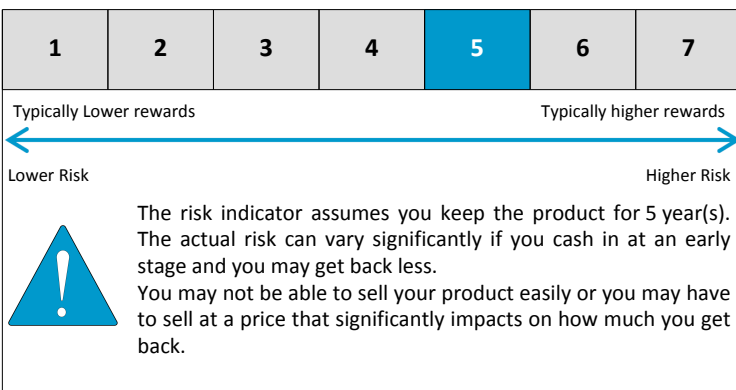 1 2 3 4 5 6 7
Typically Lower rewards Typically higher rewards
Lower Risk Higher Risk
The risk indicator assumes you keep the product for 5 year(s).
The actual risk can vary significantly if you cash in at an early
stage and you may get back less.
You may not be able to sell your product easily or you may have
to sell at a price that significantly impacts on how much you get
back.